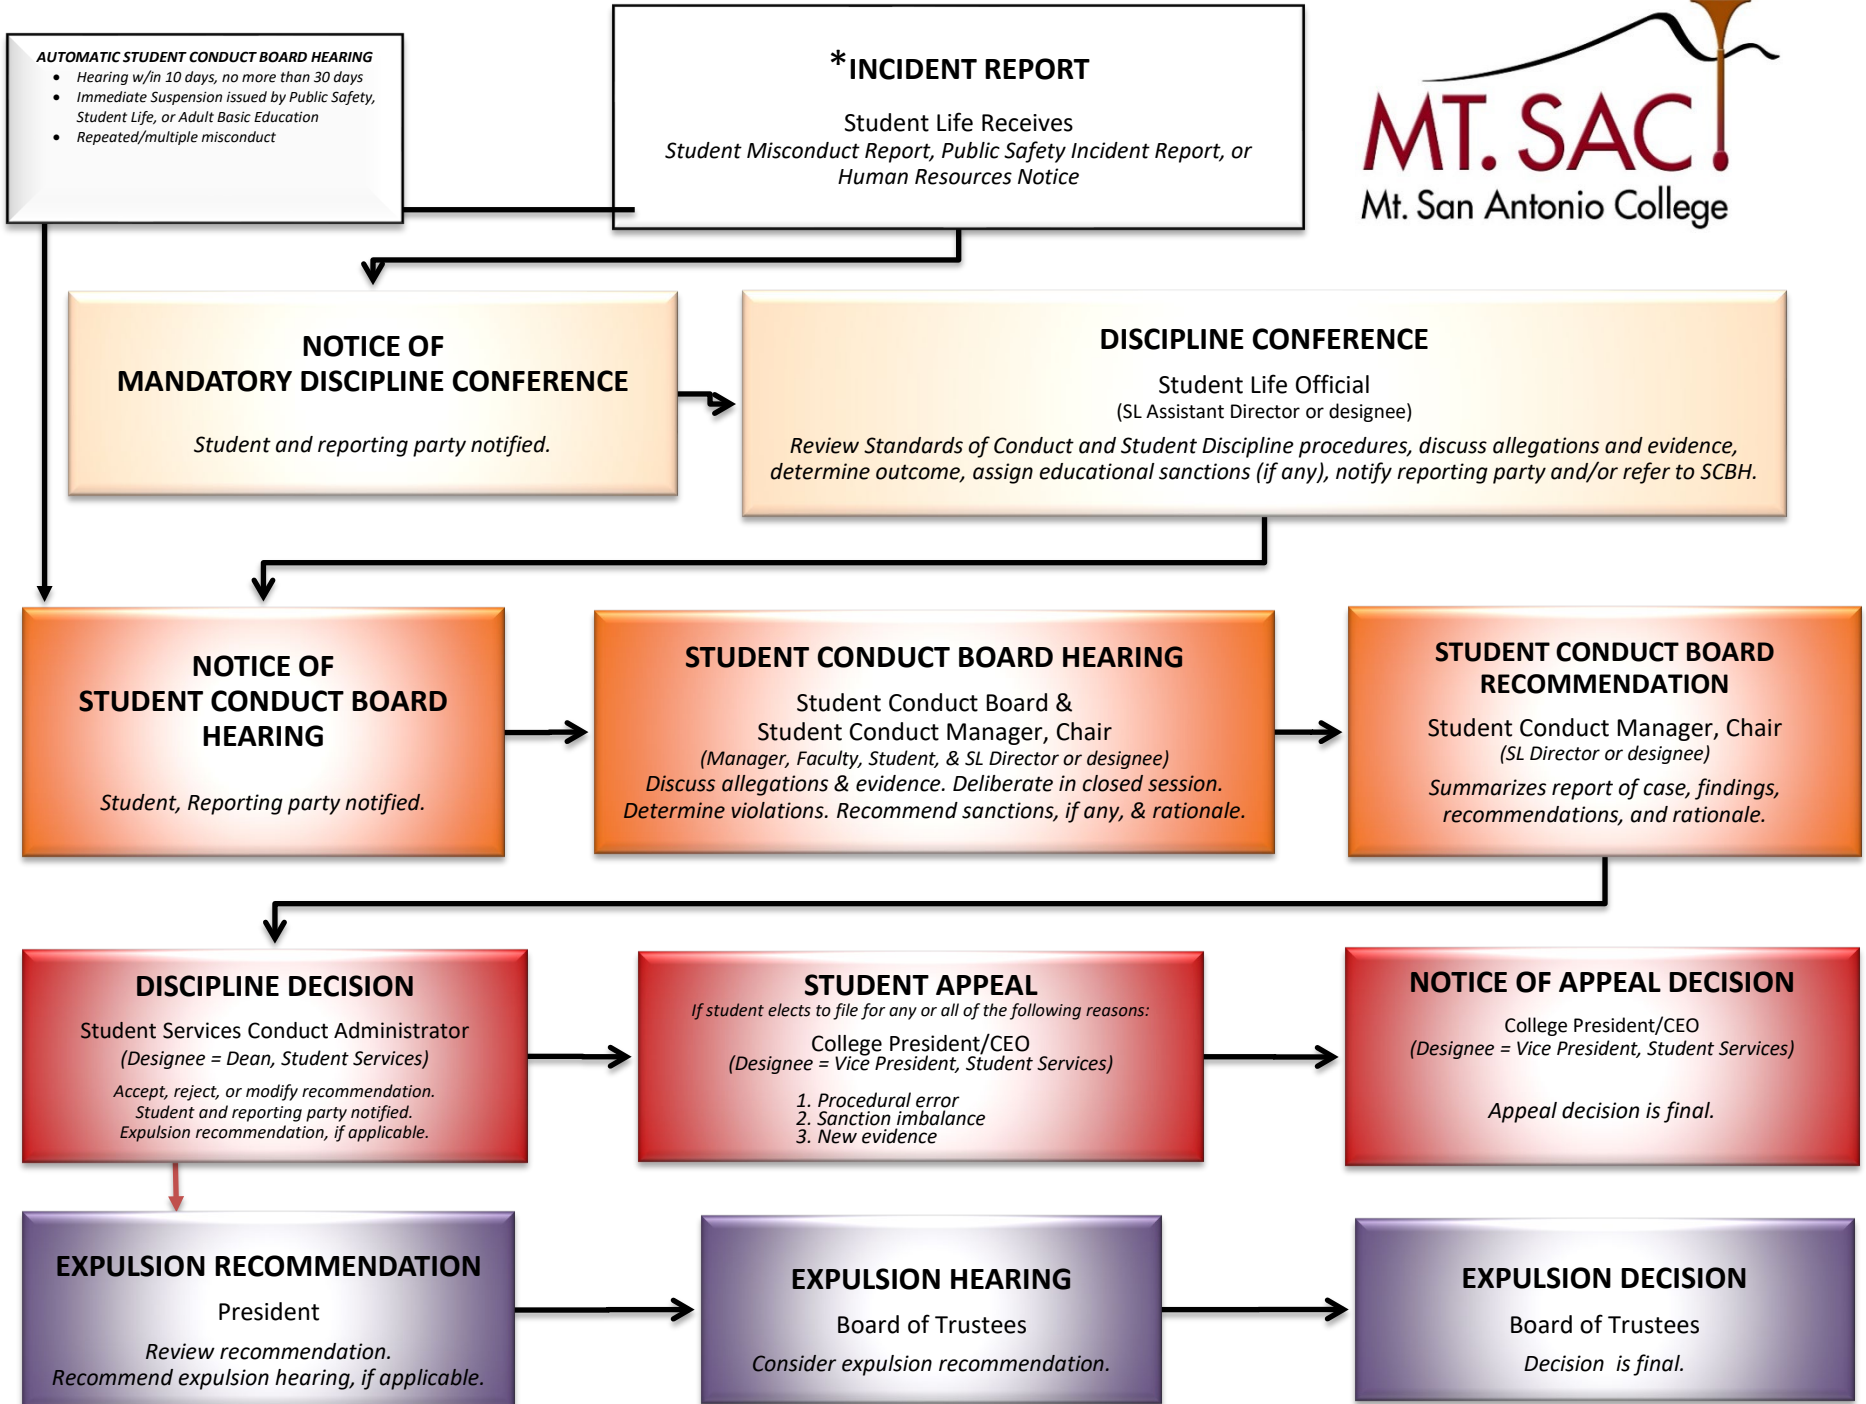 AUTOMATIC STUDENT CONDUCT BOARD HEARING
• Hearing w/in 10 days, no more than 30 days
• Immediate Suspension issued by Public Safety,
Student Life, or Adult Basic Education
• Repeated/multiple misconduct
*INCIDENT REPORT
Student Life Receives
Student Misconduct Report, Public Safety Incident Report, or
Human Resources Notice
MT. SAC
Mt. San Antonio College
NOTICE OF
MANDATORY DISCIPLINE CONFERENCE
Student and reporting party notified.
DISCIPLINE CONFERENCE
Student Life Official
(SL Assistant Director or designee)
Review Standards of Conduct and Student Discipline procedures, discuss allegations and evidence,
determine outcome, assign educational sanctions (if any), notify reporting party and/or refer to SCBH.
NOTICE OF
STUDENT CONDUCT BOARD
HEARING
Student, Reporting party notified.
STUDENT CONDUCT BOARD HEARING
Student Conduct Board &
Student Conduct Manager, Chair
(Manager, Faculty, Student, & SL Director or designee)
Discuss allegations & evidence. Deliberate in closed session.
Determine violations. Recommend sanctions, if any, & rationale.
STUDENT CONDUCT BOARD
RECOMMENDATION
Student Conduct Manager, Chair
(SL Director or designee)
Summarizes report of case, findings,
recommendations, and rationale.
DISCIPLINE DECISION
Student Services Conduct Administrator
(Designee = Dean, Student Services)
Accept, reject, or modify recommendation.
Student and reporting party notified.
Expulsion recommendation, if applicable.
STUDENT APPEAL
If student elects to file for any or all of the following reasons:
College President/CEO
(Designee = Vice President, Student Services)
1. Procedural error
2. Sanction imbalance
3. New evidence
NOTICE OF APPEAL DECISION
College President/CEO
(Designee = Vice President, Student Services)
Appeal decision is final.
EXPULSION RECOMMENDATION
President
Review recommendation.
Recommend expulsion hearing, if applicable.
EXPULSION HEARING
Board of Trustees
Consider expulsion recommendation.
EXPULSION DECISION
Board of Trustees
Decision is final.